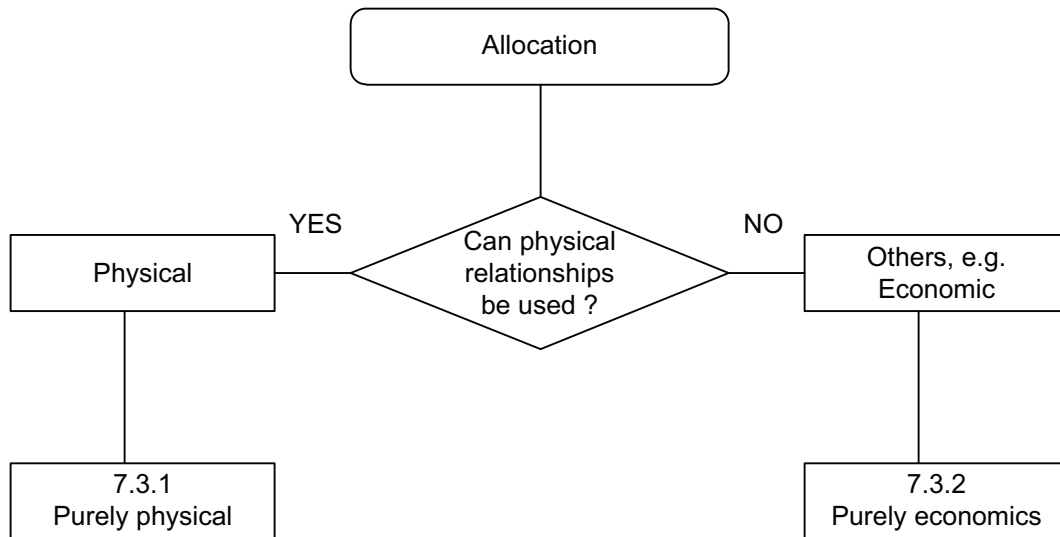 Allocation
YES
NO
Can physical
relationships
be used ?
Physical
Others, e.g.
Economic
7.3.1
Purely physical
7.3.2
Purely economics